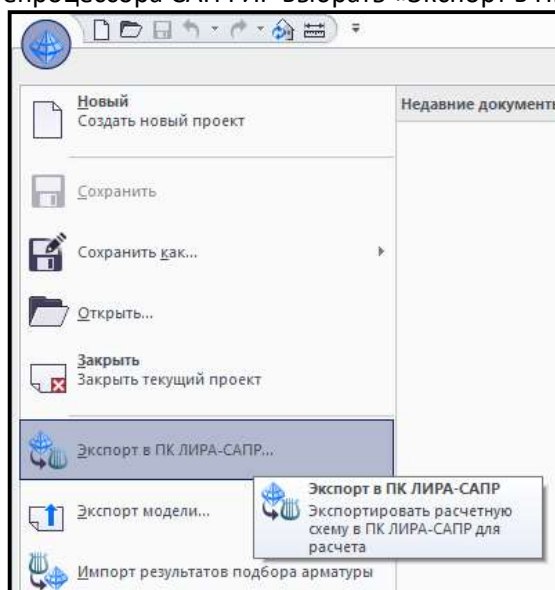 Новый
Создать новый проект
Недавние документы
Сохранить
Сохранить как...
Открыть...
Закрыть
Закрыть текущий проект
Экспорт в ПК ЛИРА-САПР...
Экспорт в ПК ЛИРА-САПР
Экспортировать расчетную
схему в ПК ЛИРА-САПР для
расчета
Экспорт модели...
Импорт результатов подбора арматуры